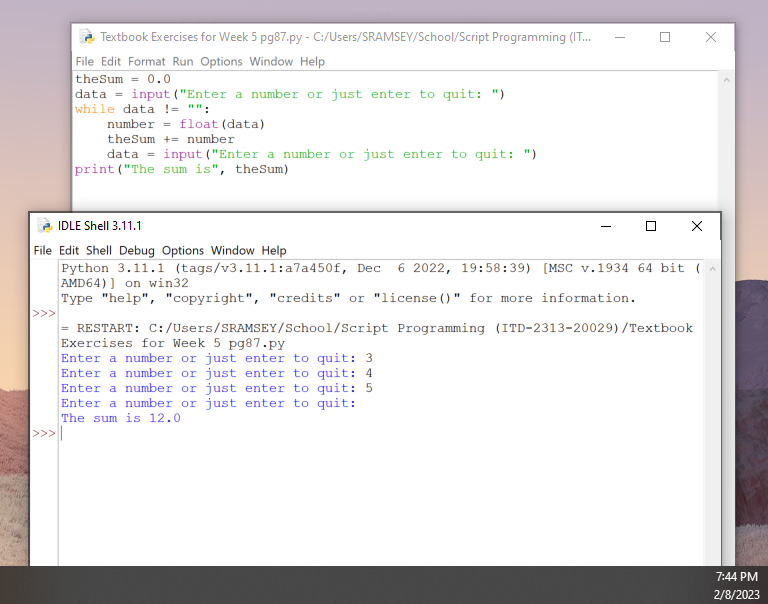 Textbook Exercises for Week 5 pg87.py - C:/Users/SRAMSEY/School/Script Programming (IT...
File Edit Format Run Options Window Help
theSum = 0.0
data = input("Enter a number or just enter to quit: ")
while data != "":
    number = float(data)
    theSum += number
    data = input("Enter a number or just enter to quit: ")
print("The sum is", theSum)
IDLE Shell 3.11.1
File Edit Shell Debug Options Window Help
Python 3.11.1 (tags/v3.11.1:a7a450f, Dec  6 2022, 19:58:39) [MSC v.1934 64 bit (
AMD64)] on win32
Type "help", "copyright", "credits" or "license()" for more information.
>>>
= RESTART: C:/Users/SRAMSEY/School/Script Programming (ITD-2313-20029)/Textbook
Exercises for Week 5 pg87.py
Enter a number or just enter to quit: 3
Enter a number or just enter to quit: 4
Enter a number or just enter to quit: 5
Enter a number or just enter to quit:
The sum is 12.0
>>>
7:44 PM
2/8/2023